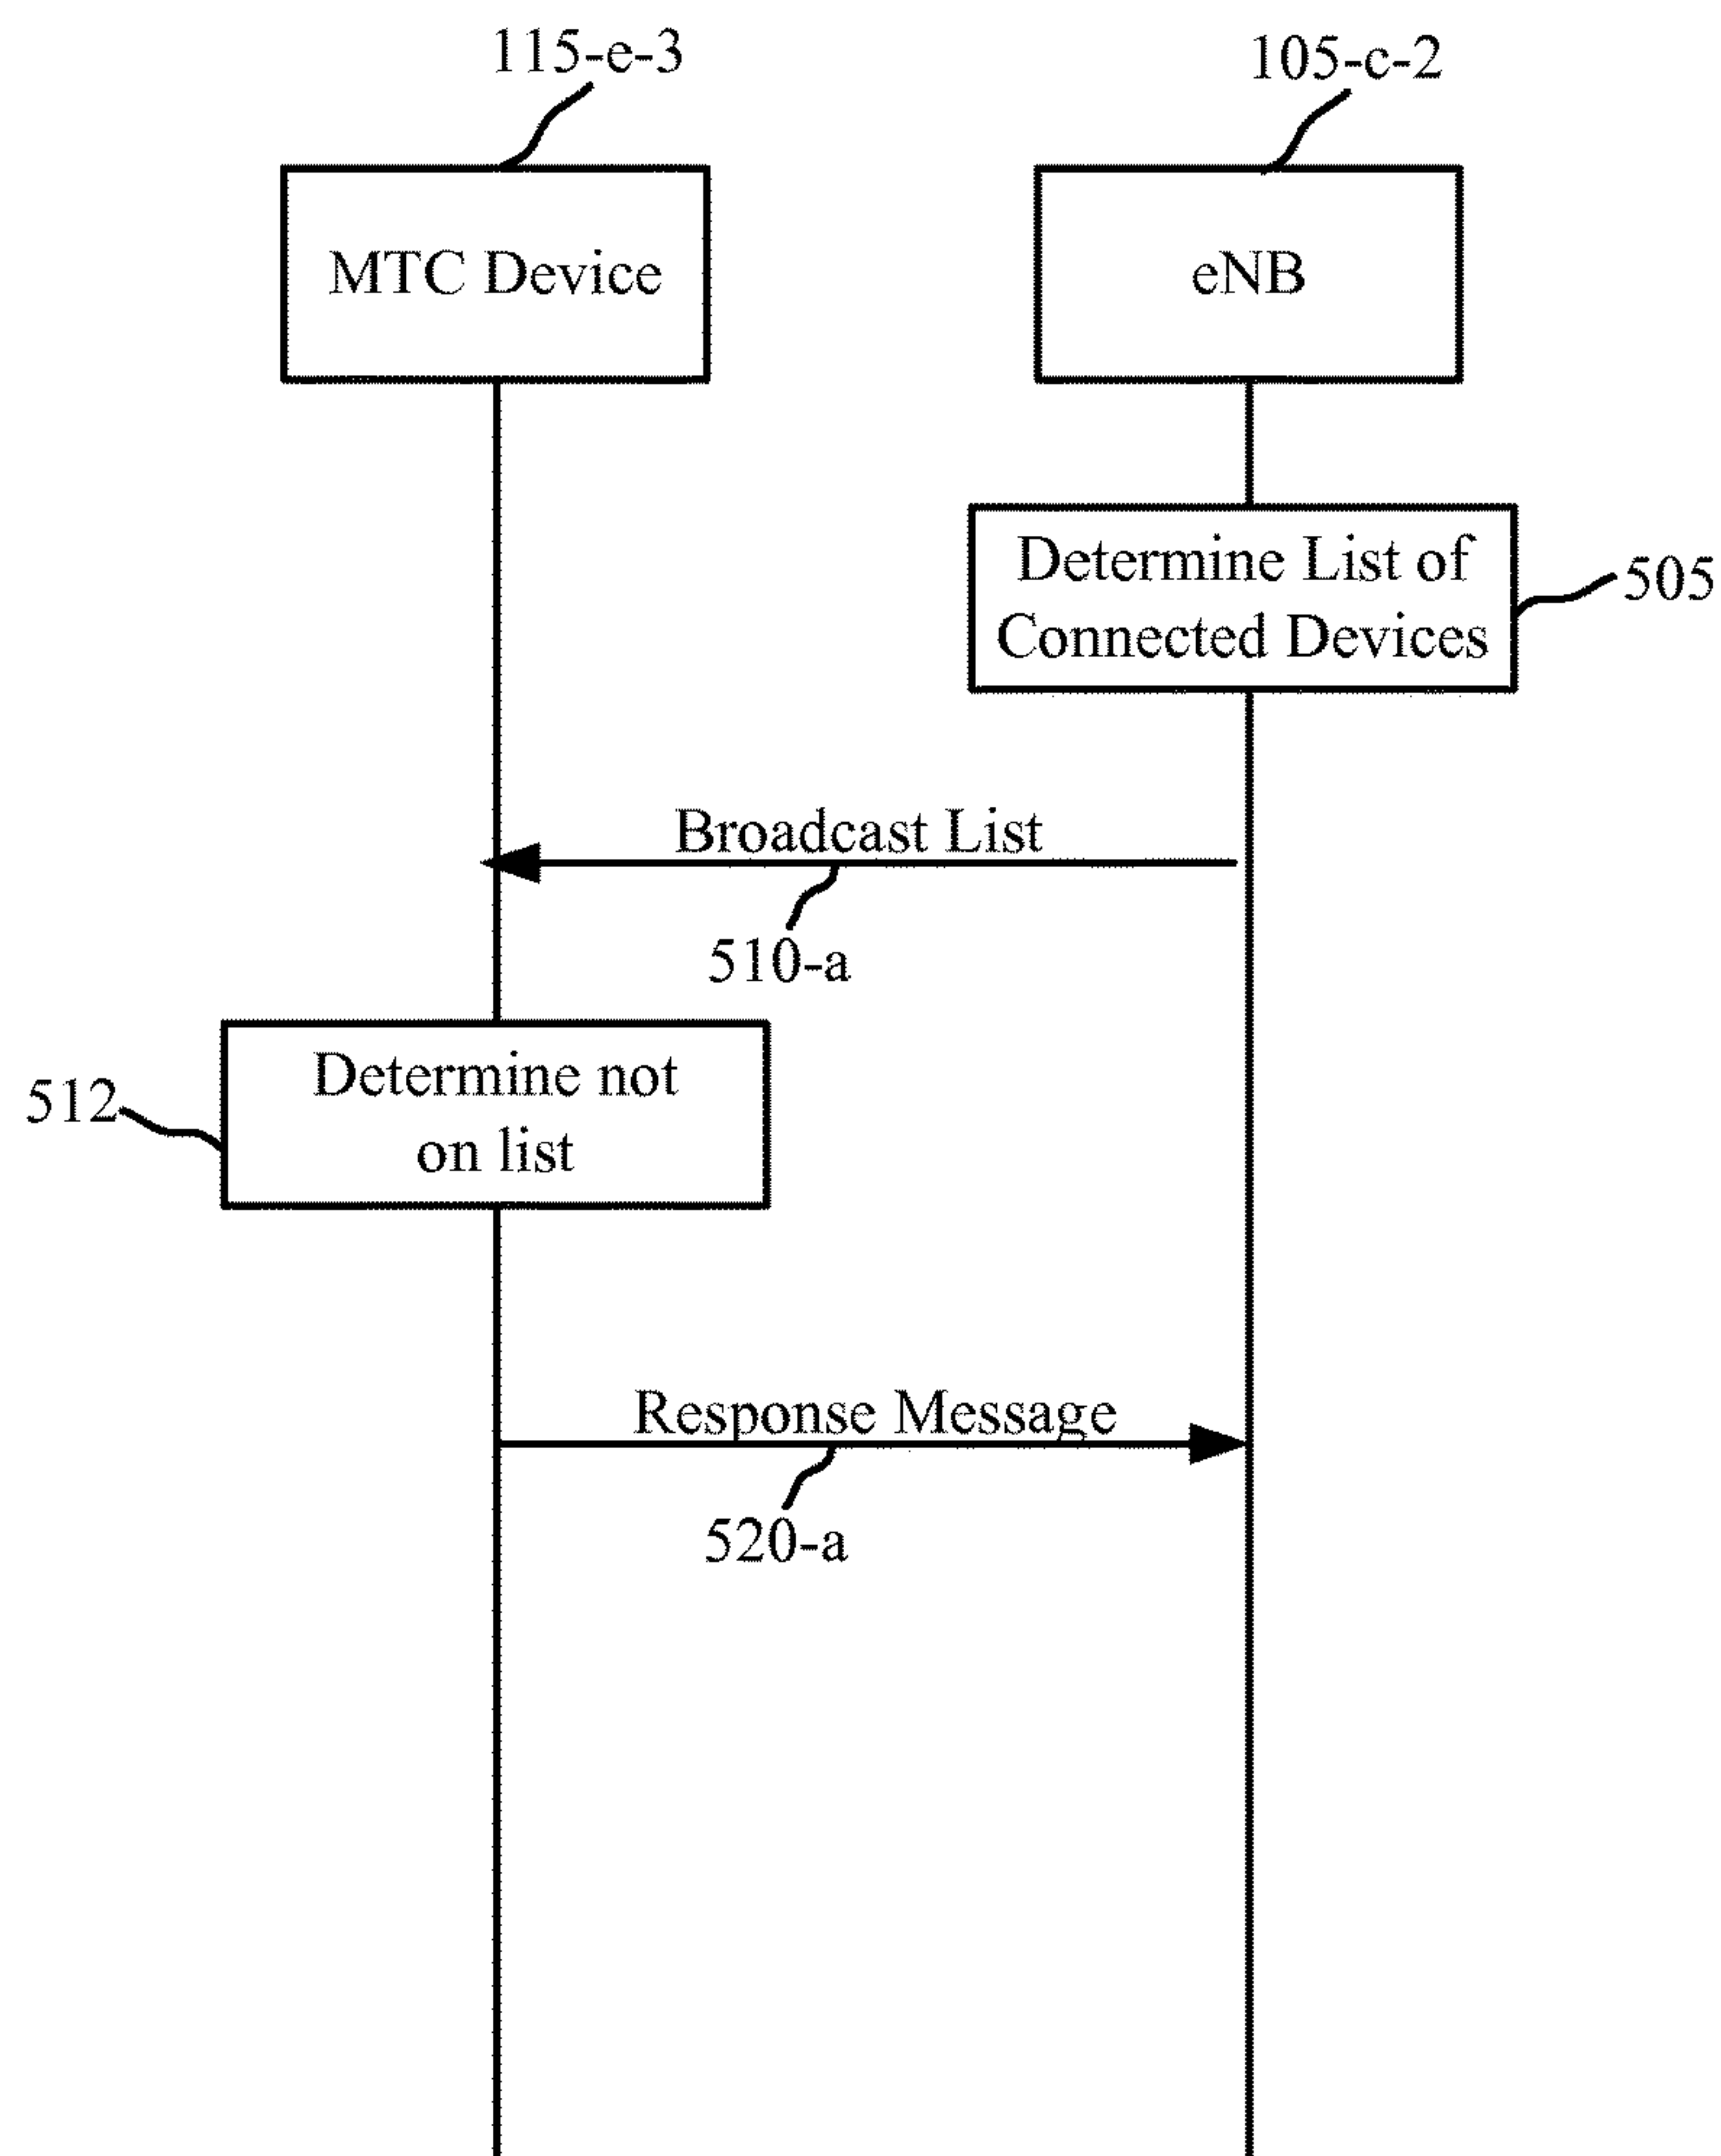 115-e-3
105-c-2
MTC Device
eNB
Determine List of
Connected Devices
505
Broadcast List
510-a
Determine not
on list
512
Response Message
520-a